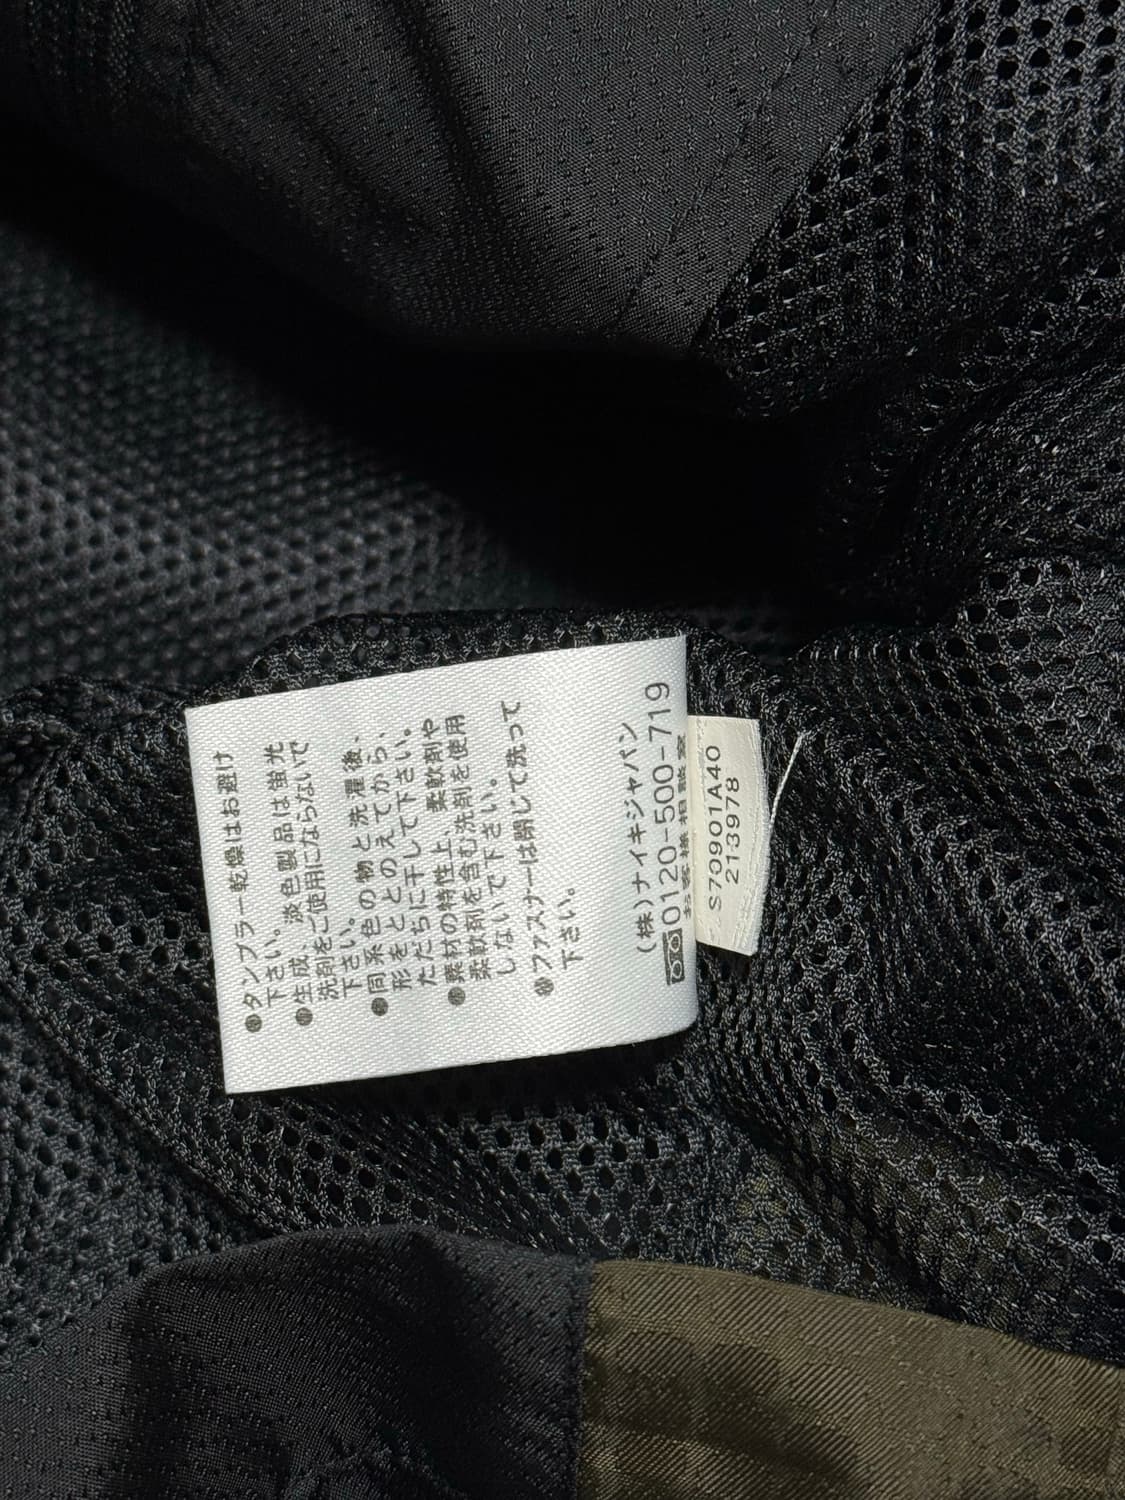 ●タンブラー乾燥はお避け
下さい。
●生成、淡色製品は蛍光
洗剤をご使用にならないで
下さい。
●同系色の物と洗濯後、
形をととのえてから、
ただちに干して下さい。
●素材の特性上、柔軟剤や
柔軟剤を含む洗剤を使用
しないで下さい。
●ファスナーは閉じて洗って
下さい。
(株)ナイキジャパン
0120-500-719
お客様相談室
S70901A40
213978